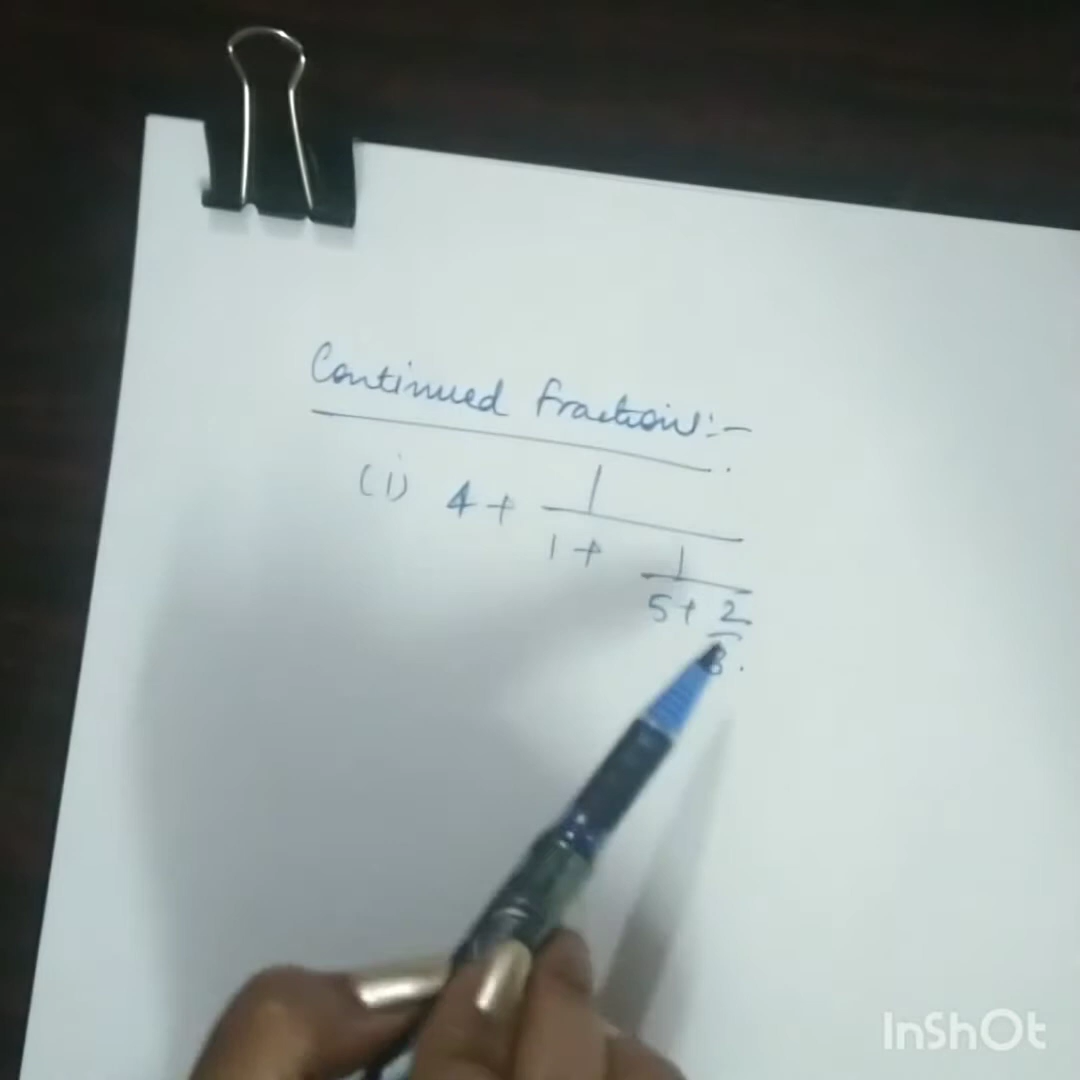 Continued Fraction:-
(i) 4 + 1
1 + 1
5 + 2
InShOt